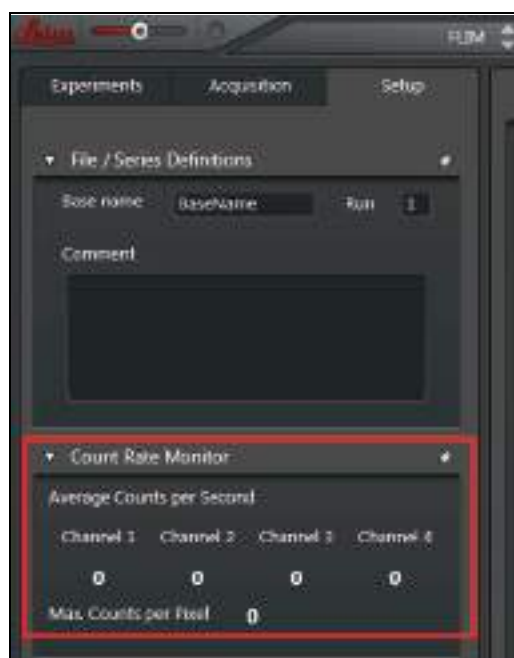 Leica
FLIM
Experiments Acquisition Setup
File / Series Definitions
Base name BaseName Run 1
Comment
Count Rate Monitor
Average Counts per Second
Channel 1 Channel 2 Channel 3 Channel 4
0 0 0 0
Max. Counts per Pixel 0